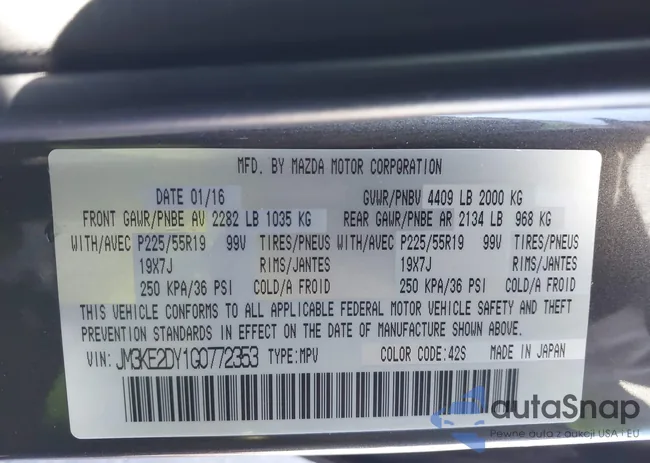 MFD. BY MAZDA MOTOR CORPORATION
DATE 01/16 GVWR/PNBV 4409 LB 2000 KG
FRONT GAWR/PNBE AV 2282 LB 1035 KG REAR GAWR/PNBE AR 2134 LB 968 KG
WITH/AVEC P225/55R19 99V TIRES/PNEUS WITH/AVEC P225/55R19 99V TIRES/PNEUS
19X7J RIMS/JANTES 19X7J RIMS/JANTES
250 KPA/36 PSI COLD/A FROID 250 KPA/36 PSI COLD/A FROID
THIS VEHICLE CONFORMS TO ALL APPLICABLE FEDERAL MOTOR VEHICLE SAFETY AND THEFT
PREVENTION STANDARDS IN EFFECT ON THE DATE OF MANUFACTURE SHOWN ABOVE.
VIN: JM3KE2DY1G0772353 TYPE:MPV COLOR CODE:42S MADE IN JAPAN
autaSnap
Pewne auta z aukcji USA i EU